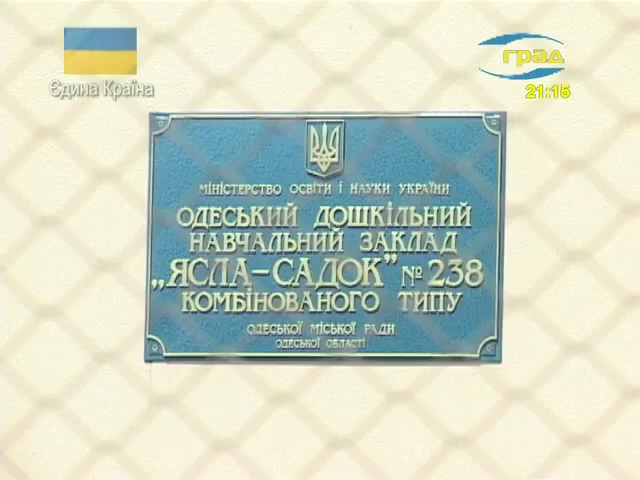 Єдина Країна
град
21:15
МІНІСТЕРСТВО ОСВІТИ І НАУКИ УКРАЇНИ
ОДЕСЬКИЙ ДОШКІЛЬНИЙ
НАВЧАЛЬНИЙ ЗАКЛАД
„ЯСЛА-САДОК” № 238
КОМБІНОВАНОГО ТИПУ
ОДЕСЬКОЇ МІСЬКОЇ РАДИ
ОДЕСЬКОЇ ОБЛАСТІ